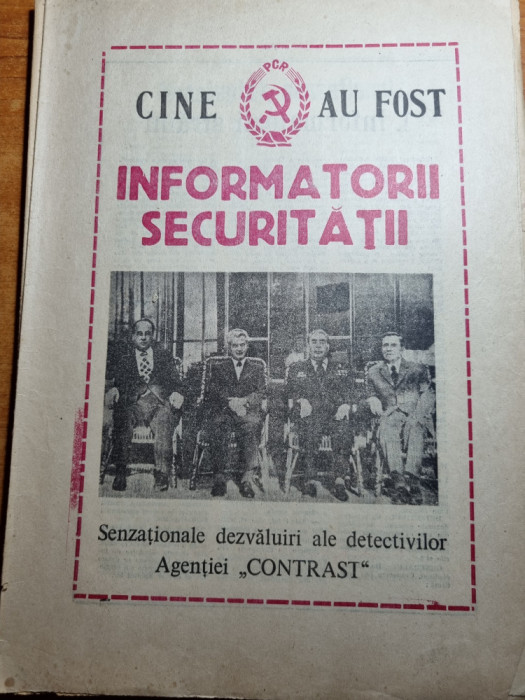 PCR
CINE AU FOST
INFORMATORII
SECURITĂȚII
Senzaționale dezvăluiri ale detectivilor
Agenției „CONTRAST“